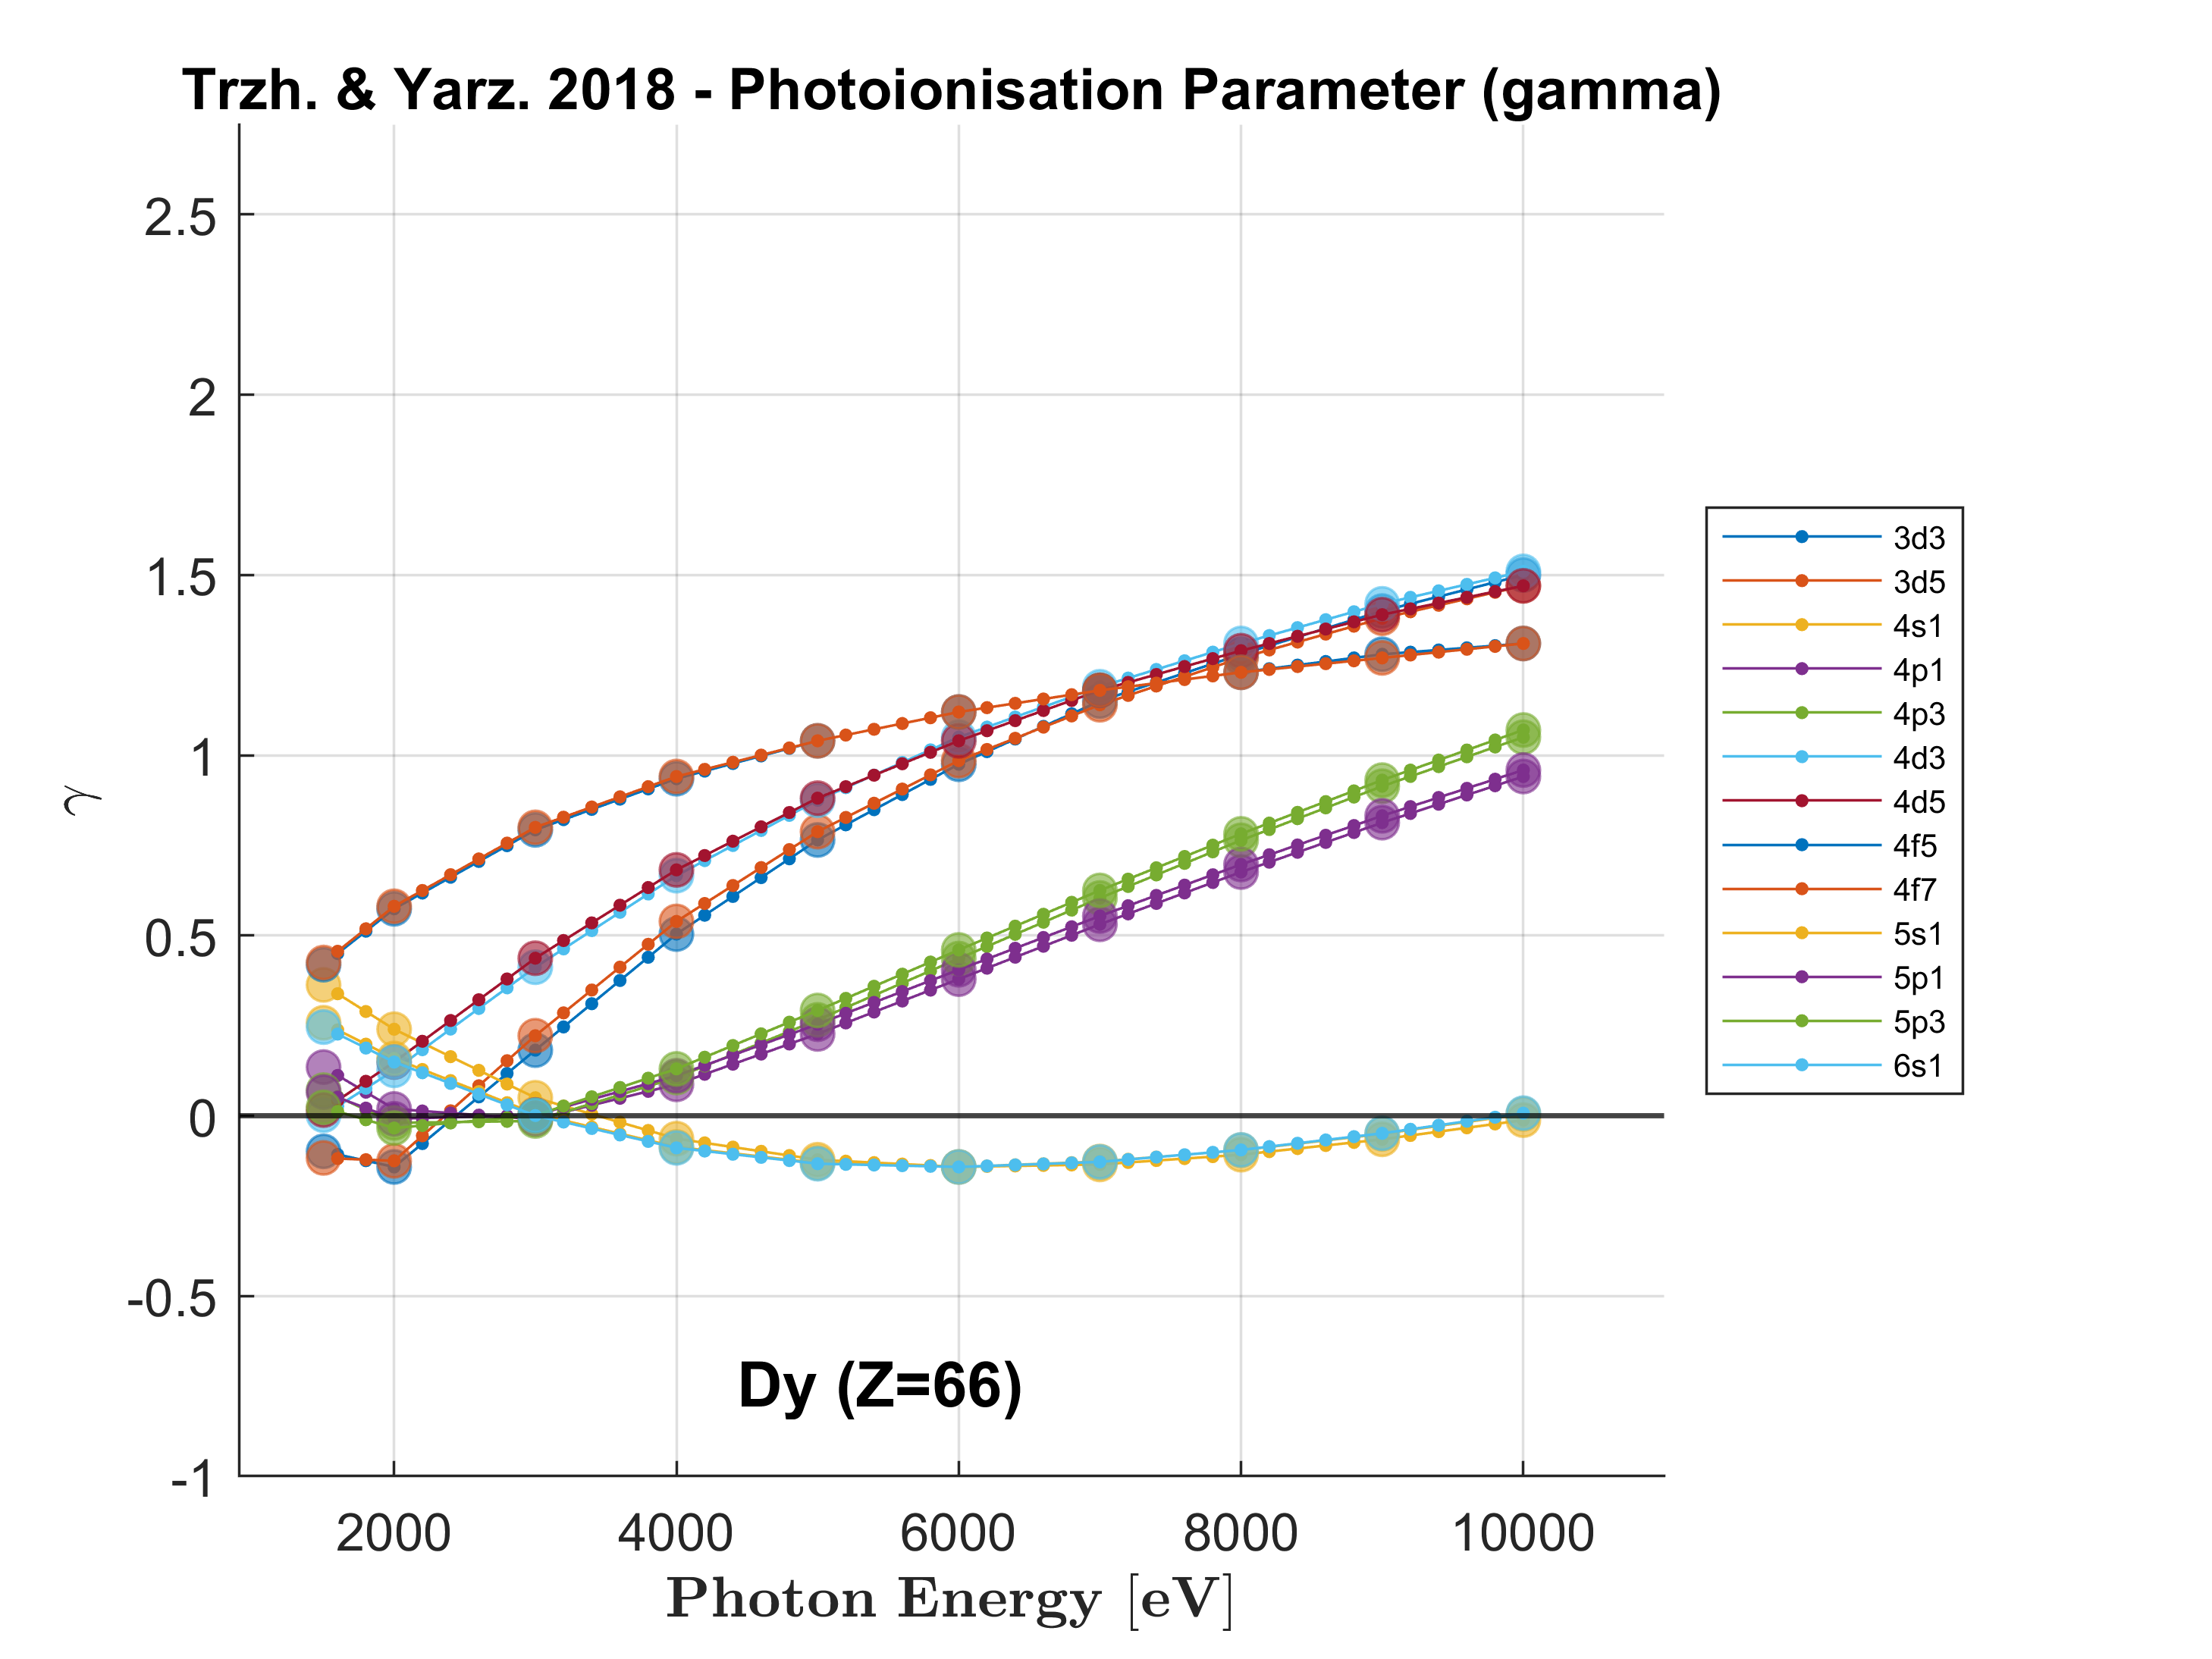 Trzh. & Yarz. 2018 - Photoionisation Parameter (gamma)
2.5
2
1.5
1
0.5
0
-0.5
-1
γ
2000 4000 6000 8000 10000
Photon Energy [eV]
Dy (Z=66)
3d3
3d5
4s1
4p1
4p3
4d3
4d5
4f5
4f7
5s1
5p1
5p3
6s1